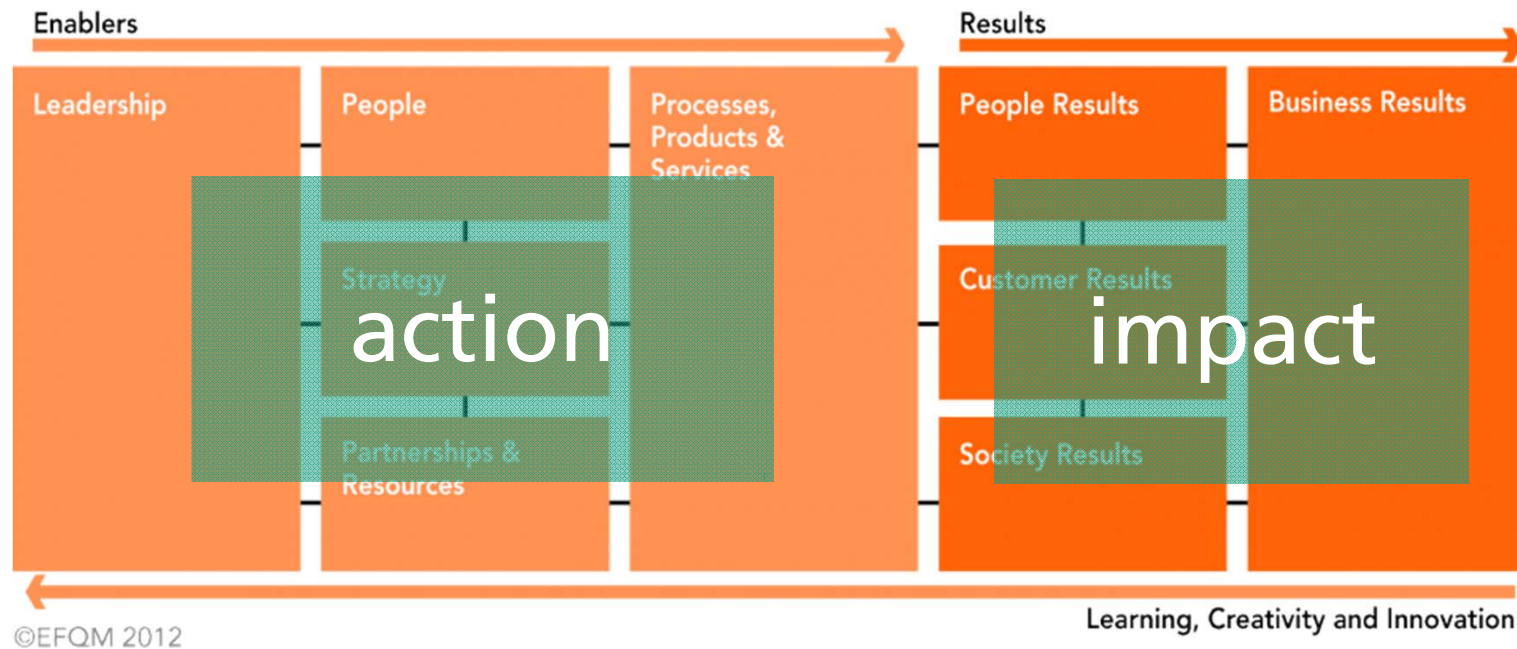 Enablers
Results
Leadership
People
Processes,
Products &
Services
People Results
Business Results
Strategy
Customer Results
action
impact
Partnerships &
Resources
Society Results
Learning, Creativity and Innovation
©EFQM 2012